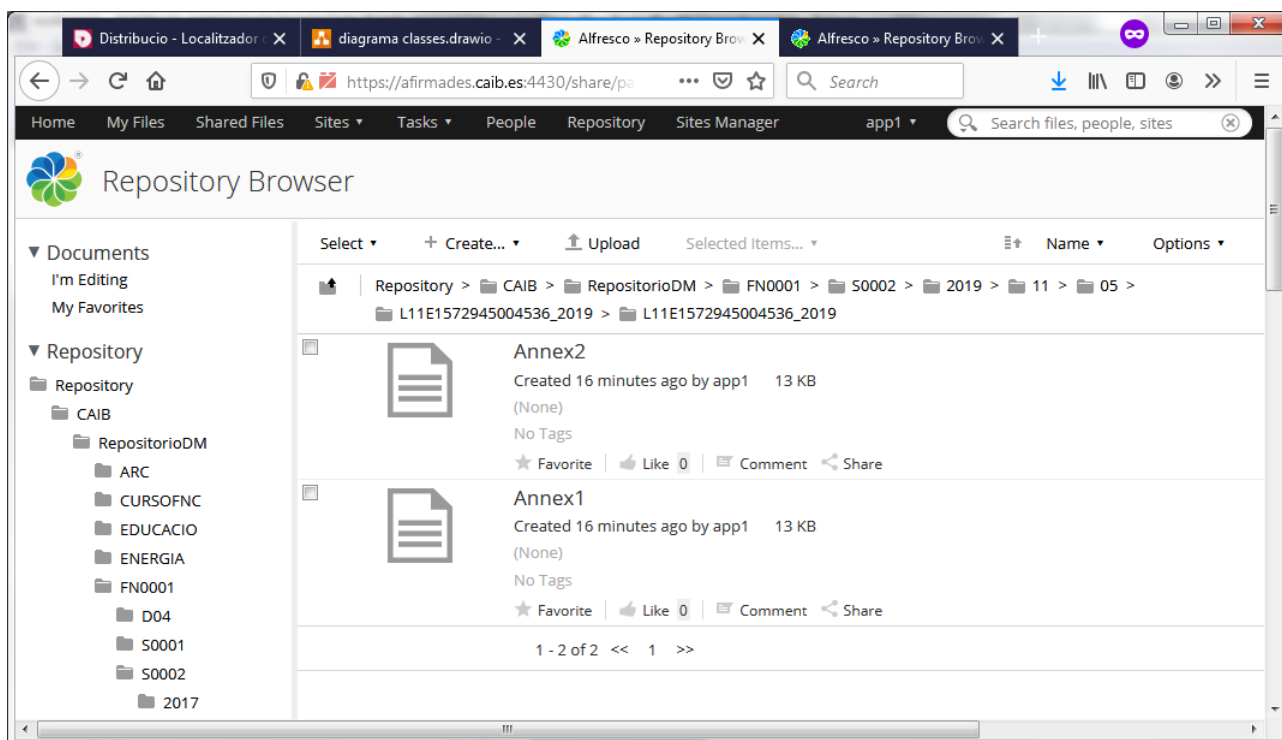 Distribucio - Localitzador
diagrama classes.drawio -
Alfresco » Repository Brow
Alfresco » Repository Brow
https://afirmades.caib.es:4430/share/pa
Search
Home My Files Shared Files Sites Tasks People Repository Sites Manager app1 Search files, people, sites
Repository Browser
Documents
I'm Editing
My Favorites
Repository
Repository
CAIB
RepositorioDM
ARC
CURSOFNC
EDUCACIO
ENERGIA
FN0001
D04
S0001
S0002
2017
Select + Create... Upload Selected Items... Name Options
Repository > CAIB > RepositorioDM > FN0001 > S0002 > 2019 > 11 > 05 >
L11E1572945004536_2019 > L11E1572945004536_2019
Annex2
Created 16 minutes ago by app1 13 KB
(None)
No Tags
Favorite Like 0 Comment Share
Annex1
Created 16 minutes ago by app1 13 KB
(None)
No Tags
Favorite Like 0 Comment Share
1 - 2 of 2 << 1 >>